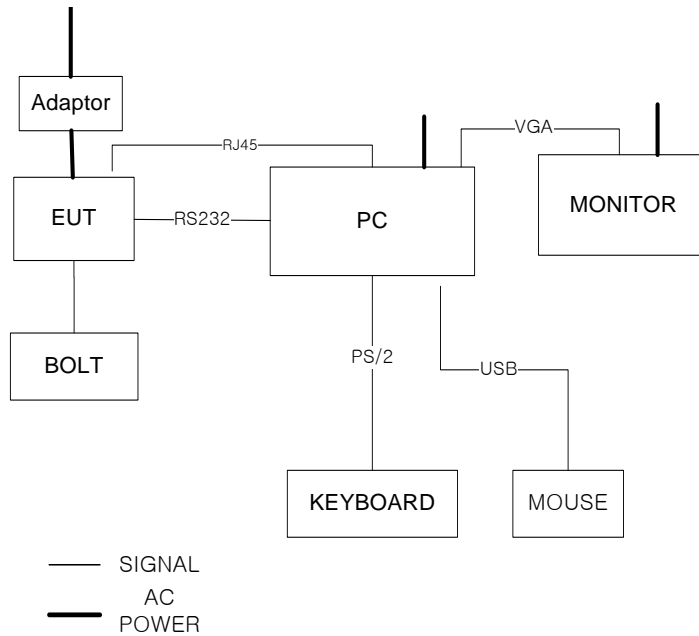 Adaptor
RJ45
VGA
EUT
RS232
PC
MONITOR
BOLT
PS/2
USB
KEYBOARD
MOUSE
SIGNAL
AC
POWER